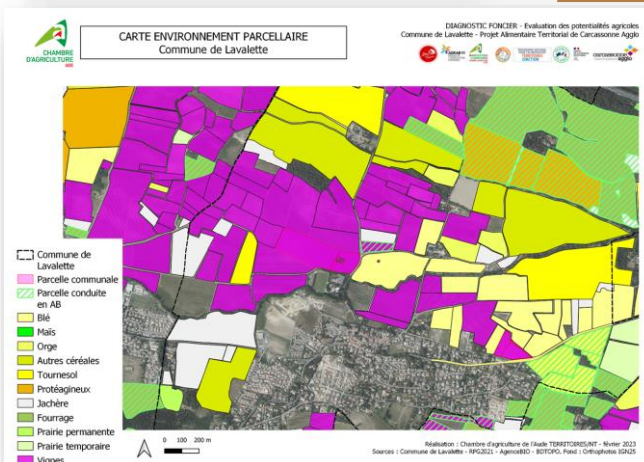 CHAMBRE
D'AGRICULTURE
AUDE
CARTE ENVIRONNEMENT PARCELLAIRE
Commune de Lavalette
DIAGNOSTIC FONCIER - Evaluation des potentialités agricoles
Commune de Lavalette - Projet Alimentaire Territorial de Carcassonne Agglo
Commune de
Lavalette
Parcelle communale
Parcelle conduite
en AB
Blé
Maïs
Orge
Autres céréales
Tournesol
Protéagineux
Jachère
Fourrage
Prairie permanente
Prairie temporaire
Vignes
0 100 200 m
Réalisation : Chambre d'agriculture de l'Aude TERRITOIRES/NT - février 2023
Sources : Commune de Lavalette - RPG2021 - AgenceBIO - BDTOPO, Fond : Orthophotos IGN25